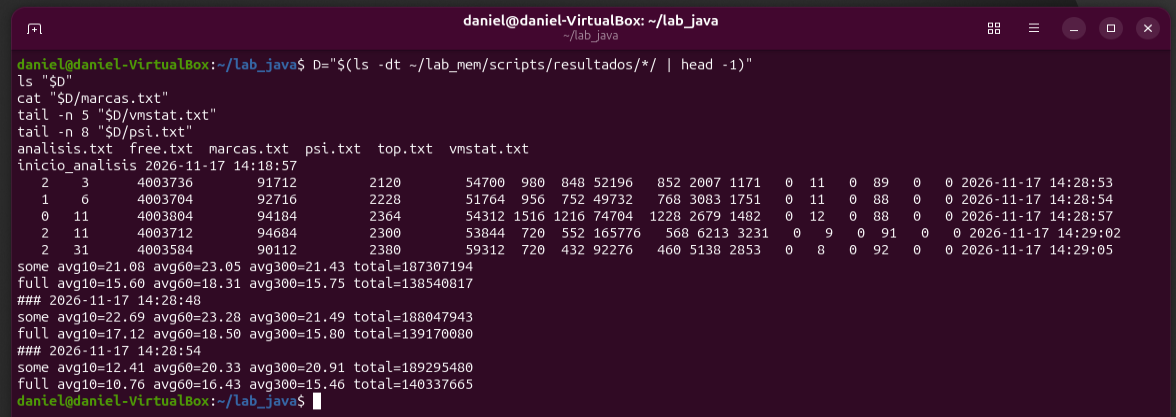 daniel@daniel-VirtualBox: ~/lab_java
~/lab_java
daniel@daniel-VirtualBox:~/lab_java$ D="$(ls -dt ~/lab_mem/scripts/resultados/*/ | head -1)"
ls "$D"
cat "$D/marcas.txt"
tail -n 5 "$D/vmstat.txt"
tail -n 8 "$D/psi.txt"
analisis.txt  free.txt  marcas.txt  psi.txt  top.txt  vmstat.txt
inicio_analisis 2026-11-17 14:18:57
   2    3      4003736        91712         2120        54700  980  848 52196   852 2007 1171   0  11   0  89   0   0 2026-11-17 14:28:53
   1    6      4003704        92716         2228        51764  956  752 49732   768 3083 1751   0  11   0  88   0   0 2026-11-17 14:28:54
   0   11      4003804        94184         2364        54312 1516 1216 74704  1228 2679 1482   0  12   0  88   0   0 2026-11-17 14:28:57
   2   11      4003712        94684         2300        53844  720  552 165776   568 6213 3231   0   9   0  91   0   0 2026-11-17 14:29:02
   2   31      4003584        90112         2380        59312  720  432 92276   460 5138 2853   0   8   0  92   0   0 2026-11-17 14:29:05
some avg10=21.08 avg60=23.05 avg300=21.43 total=187307194
full avg10=15.60 avg60=18.31 avg300=15.75 total=138540817
### 2026-11-17 14:28:48
some avg10=22.69 avg60=23.28 avg300=21.49 total=188047943
full avg10=17.12 avg60=18.50 avg300=15.80 total=139170080
### 2026-11-17 14:28:54
some avg10=12.41 avg60=20.33 avg300=20.91 total=189295480
full avg10=10.76 avg60=16.43 avg300=15.46 total=140337665
daniel@daniel-VirtualBox:~/lab_java$